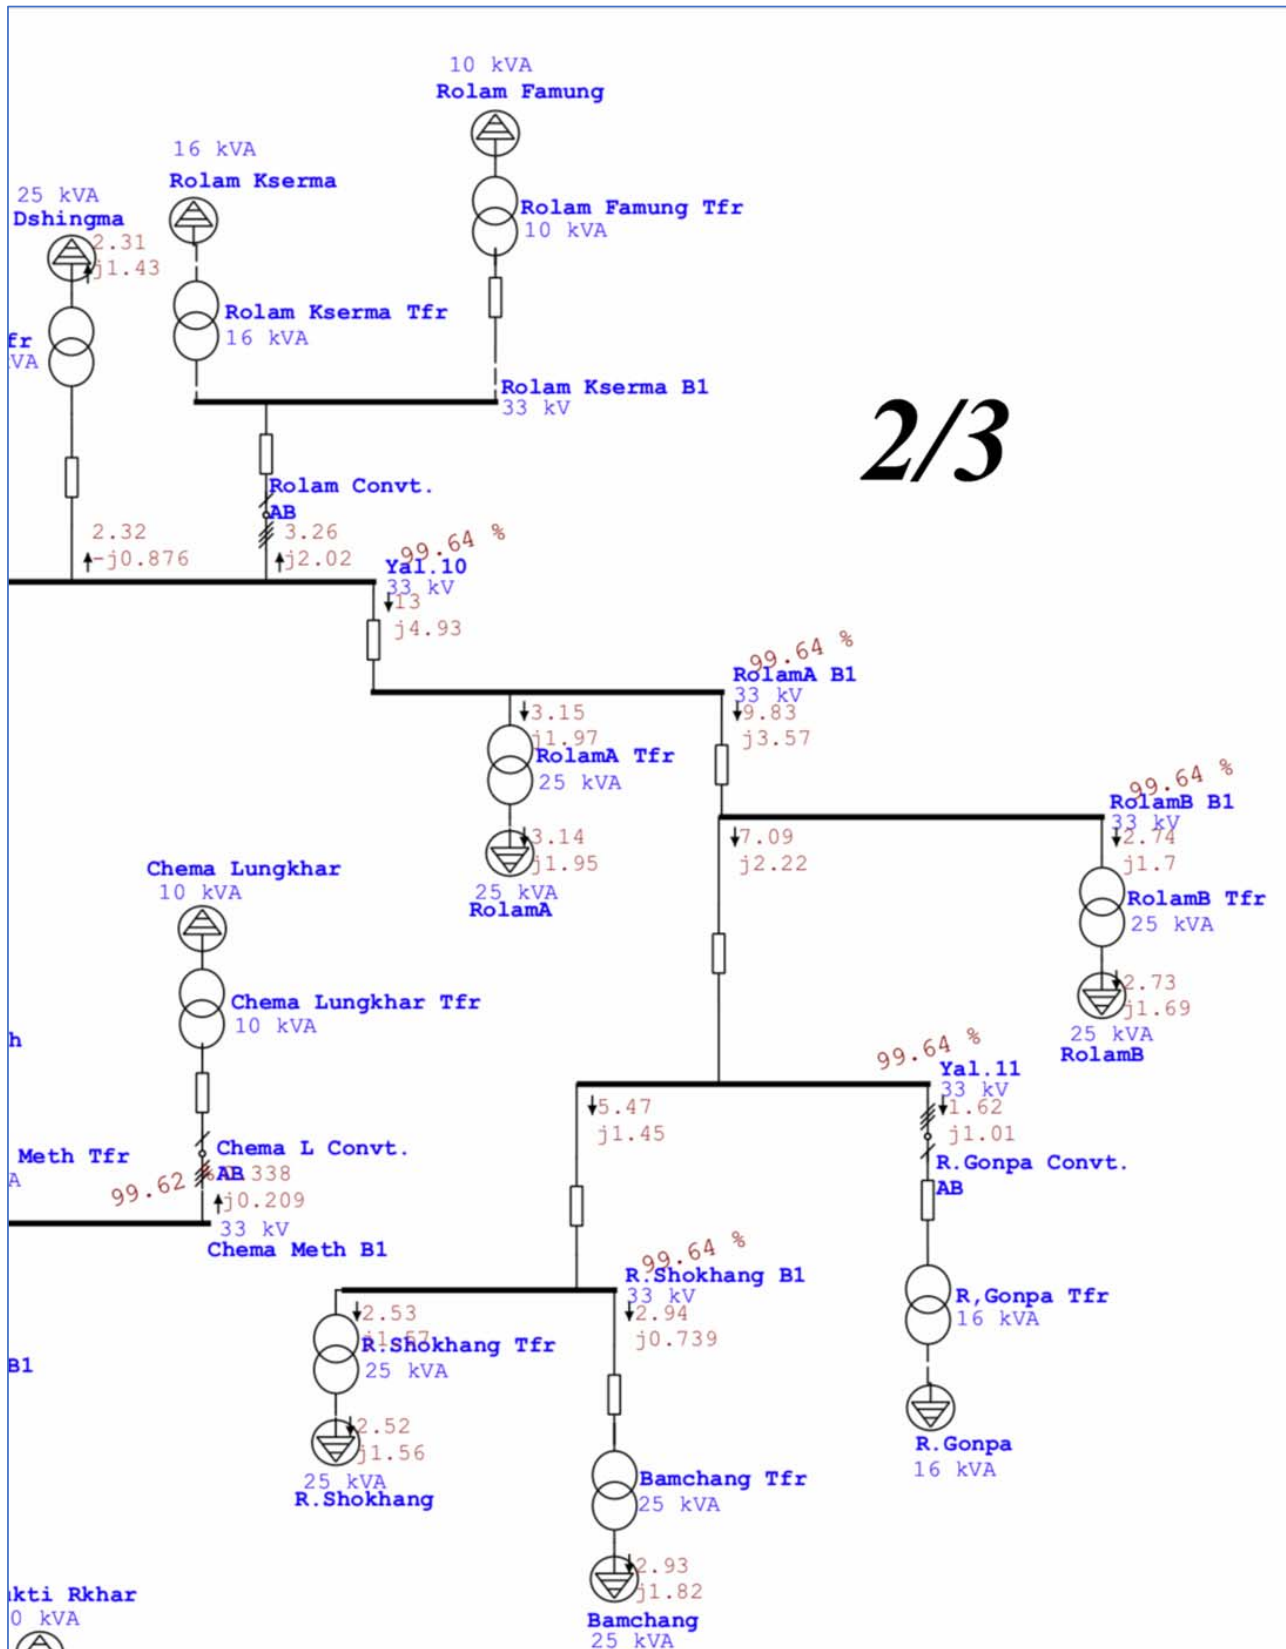 10 kVA
Rolam Famung
16 kVA
Rolam Kserma
25 kVA
Dshingma
2.31
j1.43
Rolam Famung Tfr
10 kVA
Rolam Kserma Tfr
16 kVA
fr
VA
Rolam Kserma B1
33 kV
2/3
Rolam Convt.
AB
2.32
-j0.876
3.26
j2.02
99.64 %
Yal.10
33 kV
13
j4.93
99.64 %
RolamA B1
33 kV
3.15
j1.97
9.83
j3.57
RolamA Tfr
25 kVA
99.64 %
RolamB B1
33 kV
3.14
j1.95
25 kVA
RolamA
7.09
j2.22
2.74
j1.7
RolamB Tfr
25 kVA
Chema Lungkhar
10 kVA
2.73
j1.69
25 kVA
RolamB
Chema Lungkhar Tfr
10 kVA
h
99.64 %
Yal.11
33 kV
5.47
j1.45
1.62
j1.01
R.Gonpa Convt.
AB
Meth Tfr
A
Chema L Convt.
AB
99.62 %
338
j0.209
33 kV
Chema Meth B1
99.64 %
R.Shokhang B1
33 kV
2.53
j1.57
2.94
j0.739
R.Shokhang Tfr
25 kVA
R,Gonpa Tfr
16 kVA
B1
2.52
j1.56
25 kVA
R.Shokhang
R.Gonpa
16 kVA
Bamchang Tfr
25 kVA
2.93
j1.82
Bamchang
25 kVA
kti Rkhar
0 kVA